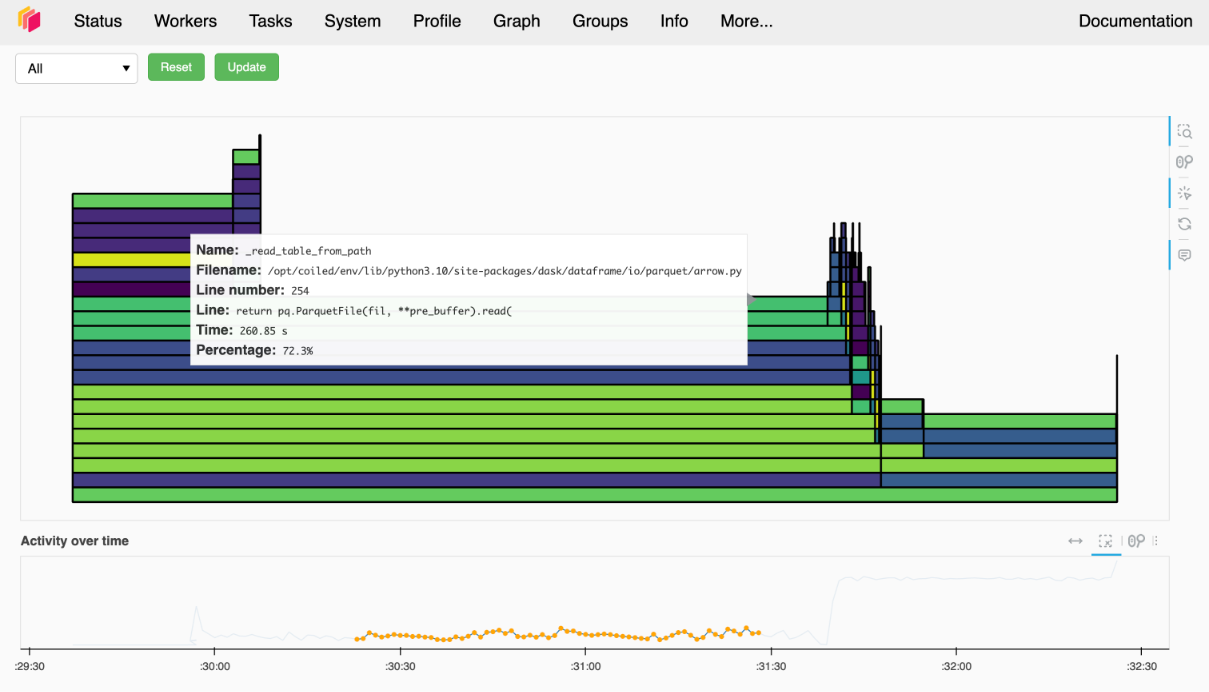 Status Workers Tasks System Profile Graph Groups Info More... Documentation
All Reset Update
Name: _read_table_from_path
Filename: /opt/coiled/env/lib/python3.10/site-packages/dask/dataframe/io/parquet/arrow.py
Line number: 254
Line: return pq.ParquetFile(fil, **pre_buffer).read(
Time: 260.85 s
Percentage: 72.3%
Activity over time
:29:30 :30:00 :30:30 :31:00 :31:30 :32:00 :32:30